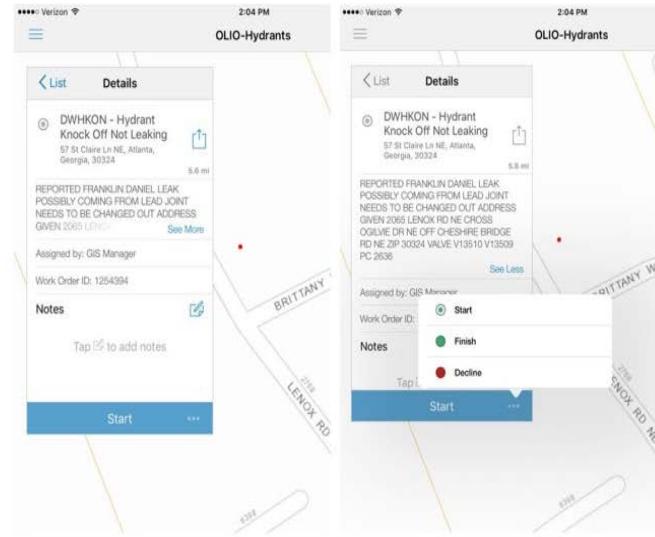 Verizon 2:04 PM
OLIO-Hydrants
List Details
DWHKON - Hydrant
Knock Off Not Leaking
57 St Claire Ln NE, Atlanta,
Georgia, 30324
5.6 mi
REPORTED FRANKLIN DANIEL LEAK
POSSIBLY COMING FROM LEAD JOINT
NEEDS TO BE CHANGED OUT ADDRESS
GIVEN 2065 LENOX
See More
Assigned by: GIS Manager
Work Order ID: 1254394
Notes
Tap to add notes
Start
BRITTANY
2768
LENOX RD
Verizon 2:04 PM
OLIO-Hydrants
List Details
DWHKON - Hydrant
Knock Off Not Leaking
57 St Claire Ln NE, Atlanta,
Georgia, 30324
5.8 mi
REPORTED FRANKLIN DANIEL LEAK
POSSIBLY COMING FROM LEAD JOINT
NEEDS TO BE CHANGED OUT ADDRESS
GIVEN 2065 LENOX RD NE CROSS
OGILVIE DR NE OFF CHESHIRE BRIDGE
RD NE ZIP 30324 VALVE V13510 V13509
PC 2636
See Less
Assigned by: GIS Manager
Work Order ID:
Start
Finish
Decline
Notes
Tap
Start
BRITTANY W
LENOX RD NE